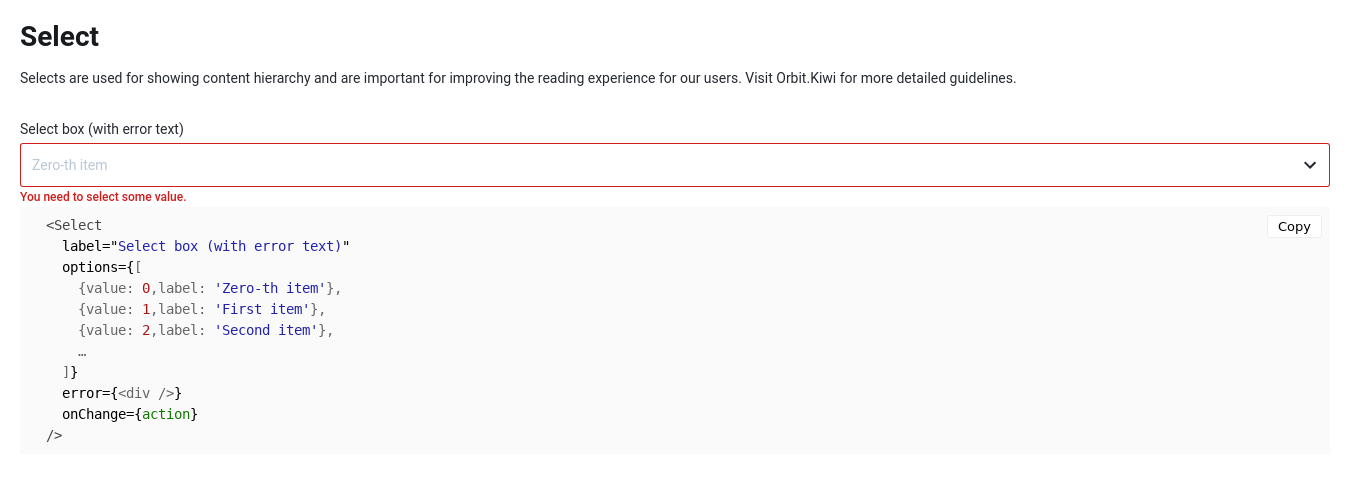 Select
Selects are used for showing content hierarchy and are important for improving the reading experience for our users. Visit Orbit.Kiwi for more detailed guidelines.
Select box (with error text)
Zero-th item
You need to select some value.
Copy
<Select
  label="Select box (with error text)"
  options={[
    {value: 0,label: 'Zero-th item'},
    {value: 1,label: 'First item'},
    {value: 2,label: 'Second item'},
    …
  ]}
  error={<div />}
  onChange={action}
/>